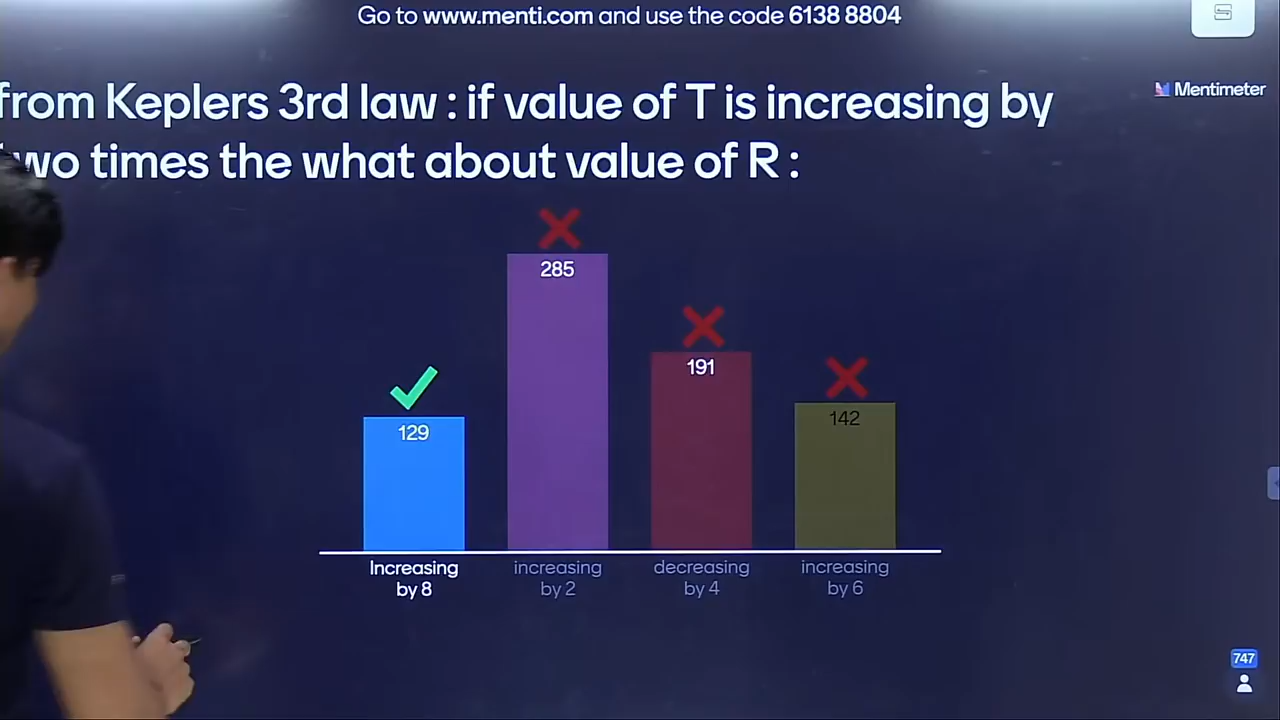 Go to www.menti.com and use the code 6138 8804
Mentimeter
from Keplers 3rd law : if value of T is increasing by
two times the what about value of R :
129
285
191
142
Increasing
by 8
increasing
by 2
decreasing
by 4
increasing
by 6
747